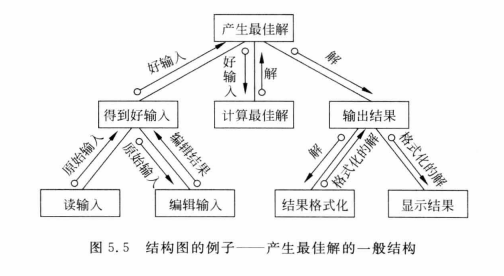 产生最佳解
好输入
好输入
解
解
得到好输入
计算最佳解
输出结果
原始输入
原始输入
编辑结果
解
格式化的解
格式化的解
读输入
编辑输入
结果格式化
显示结果
图 5.5 结构图的例子——产生最佳解的一般结构